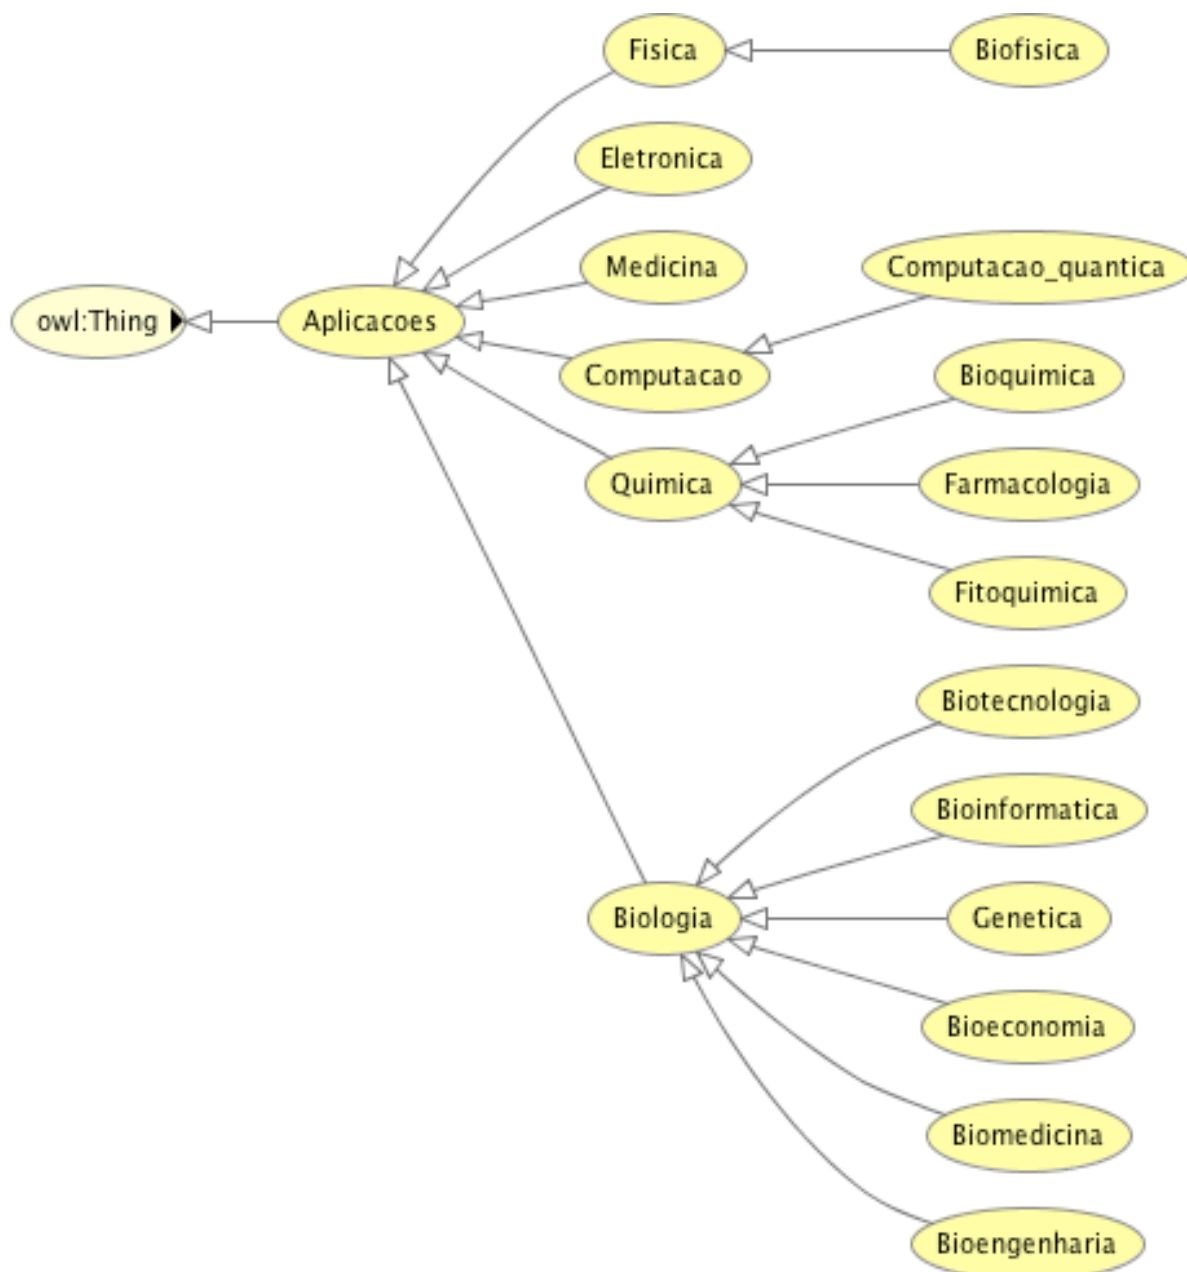 Fisica
Biofisica
Eletronica
Medicina
Computacao_quantica
owl:Thing
Aplicacoes
Computacao
Bioquimica
Quimica
Farmacologia
Fitoquimica
Biotecnologia
Bioinformatica
Biologia
Genetica
Bioeconomia
Biomedicina
Bioengenharia